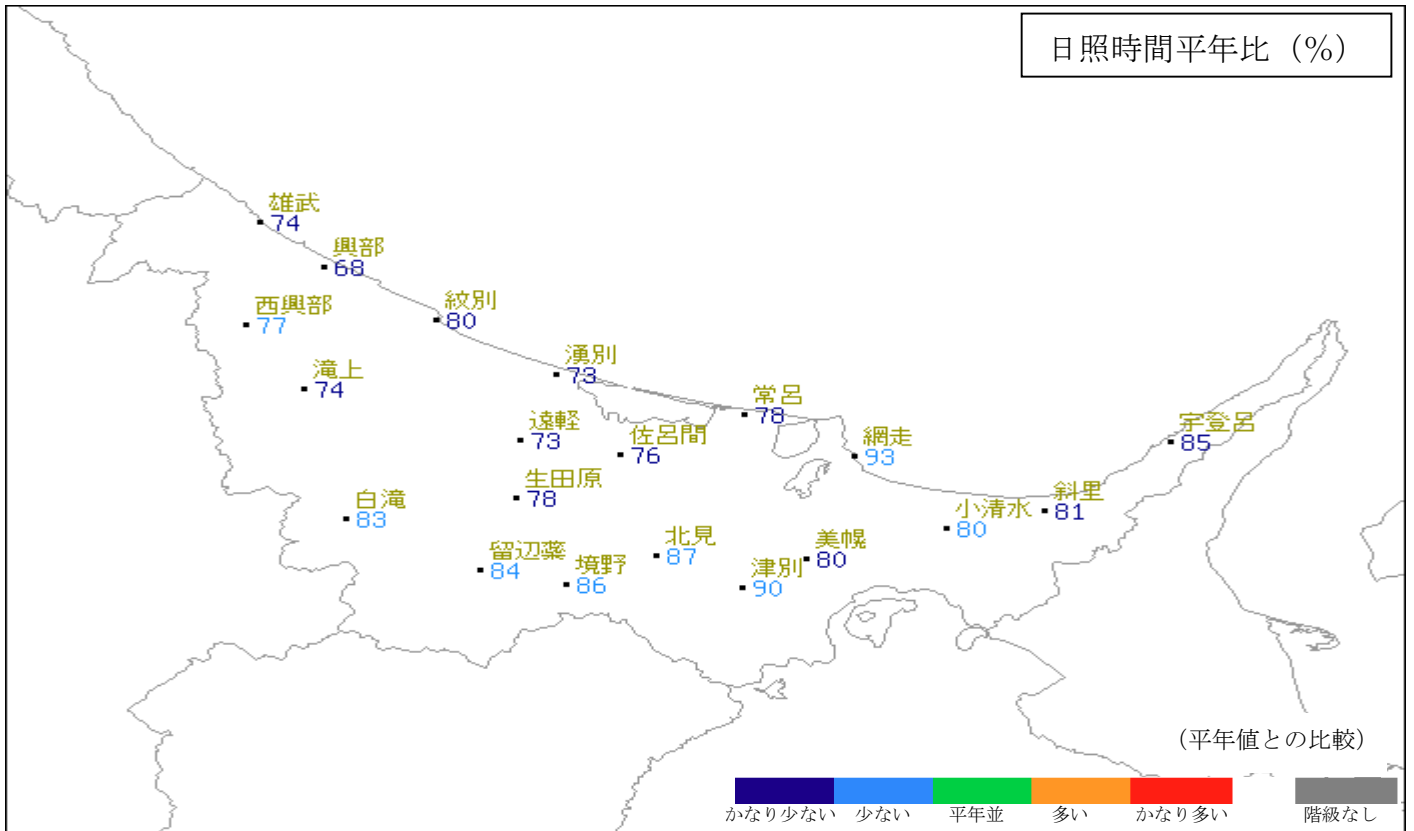 日照時間平年比（%）
雄武
74
興部
68
西興部
77
紋別
80
滝上
74
湧別
73
常呂
78
遠軽
73
佐呂間
76
網走
93
宇登呂
85
生田原
78
白滝
83
小清水
80
斜里
81
留辺蘂
84
境野
86
北見
87
津別
90
美幌
80
（平年値との比較）
かなり少ない 少ない 平年並 多い かなり多い 階級なし